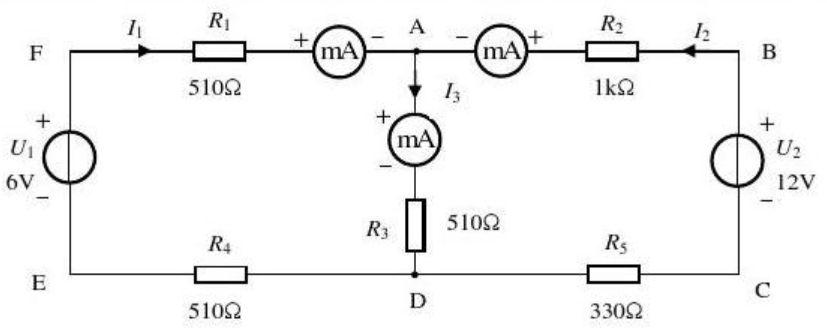 I₁ R₁ A R₂ I₂
F + mA − − mA + B
510Ω I₃ 1kΩ
+ + +
U₁ mA U₂
6V − 12V
− −
R₃ 510Ω
R₄ R₅
E D C
510Ω 330Ω